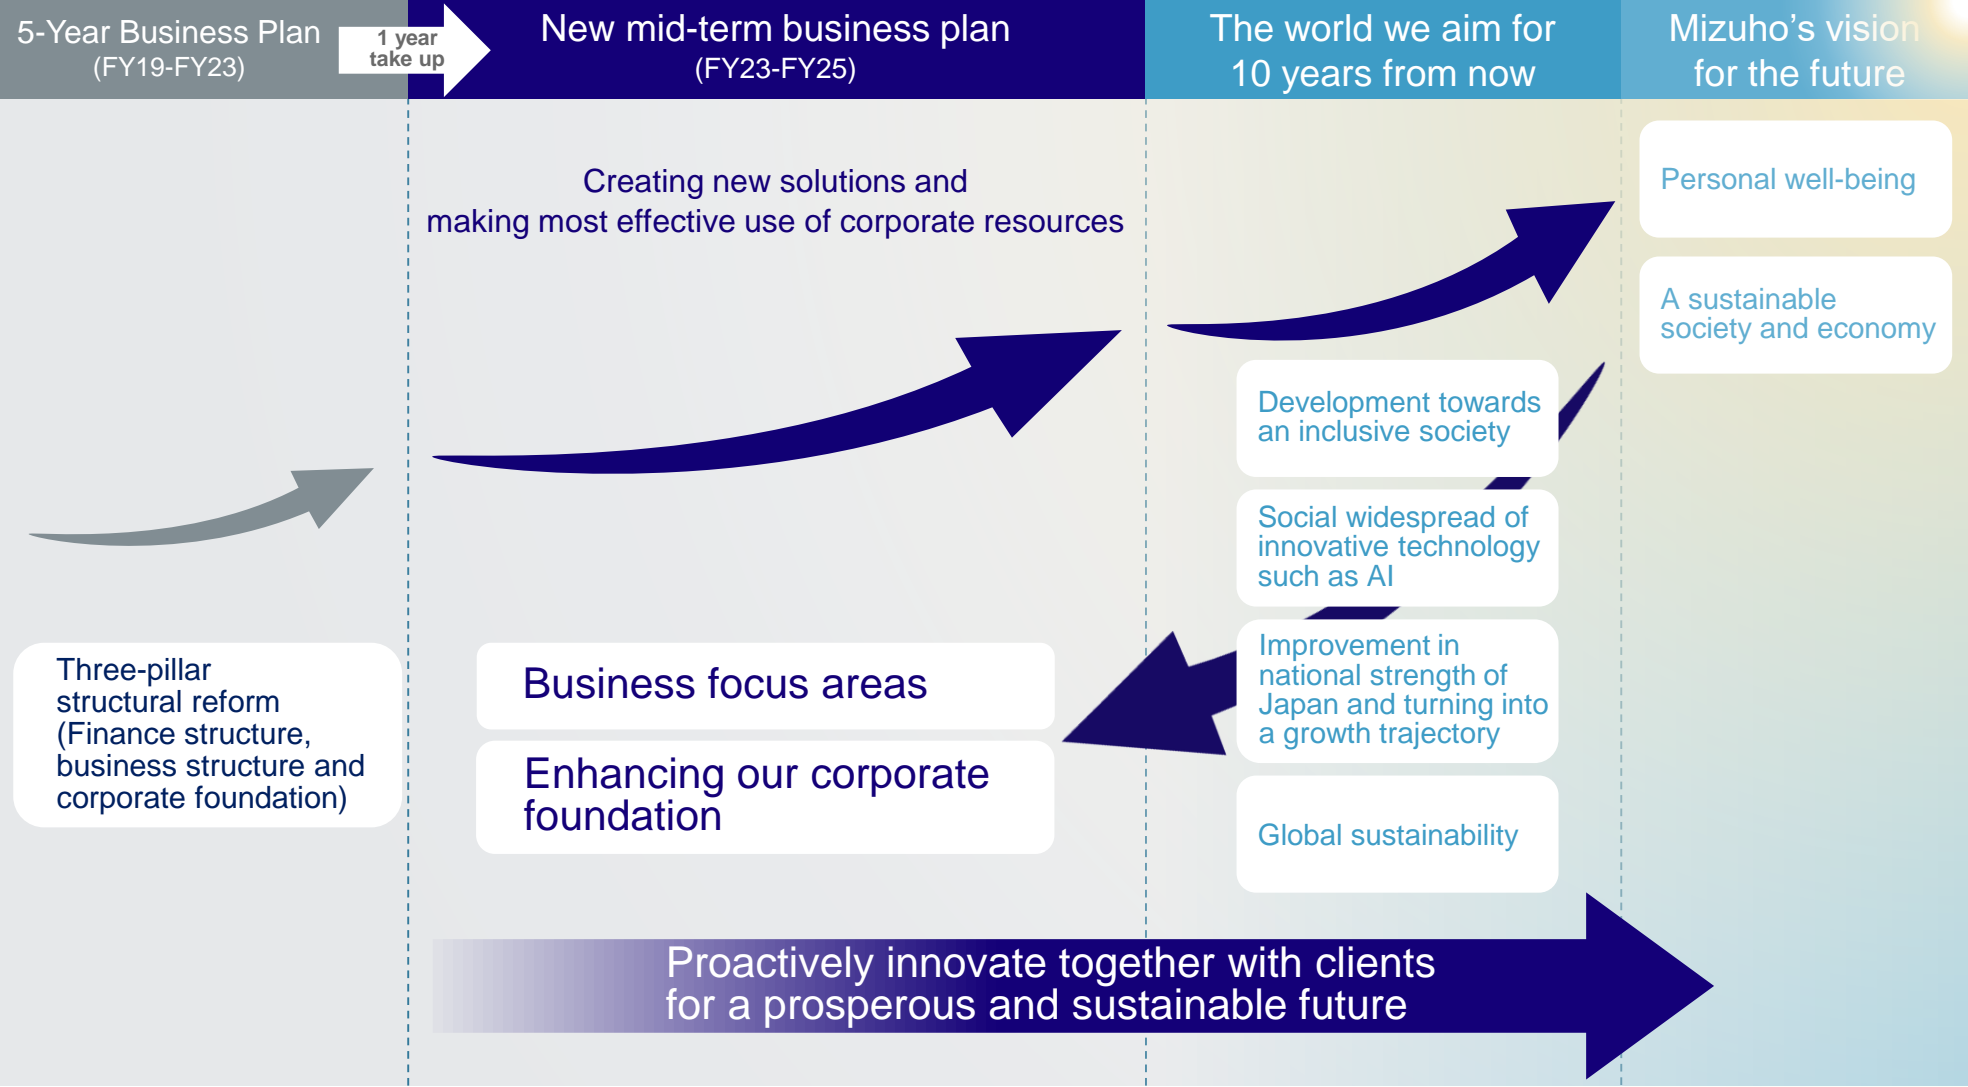 5-Year Business Plan
(FY19-FY23)
1 year
take up
New mid-term business plan
(FY23-FY25)
The world we aim for
10 years from now
Mizuho's vision
for the future
Creating new solutions and
making most effective use of corporate resources
Personal well-being
A sustainable
society and economy
Development towards
an inclusive society
Social widespread of
innovative technology
such as AI
Improvement in
national strength of
Japan and turning into
a growth trajectory
Global sustainability
Three-pillar
structural reform
(Finance structure,
business structure and
corporate foundation)
Business focus areas
Enhancing our corporate
foundation
Proactively innovate together with clients
for a prosperous and sustainable future